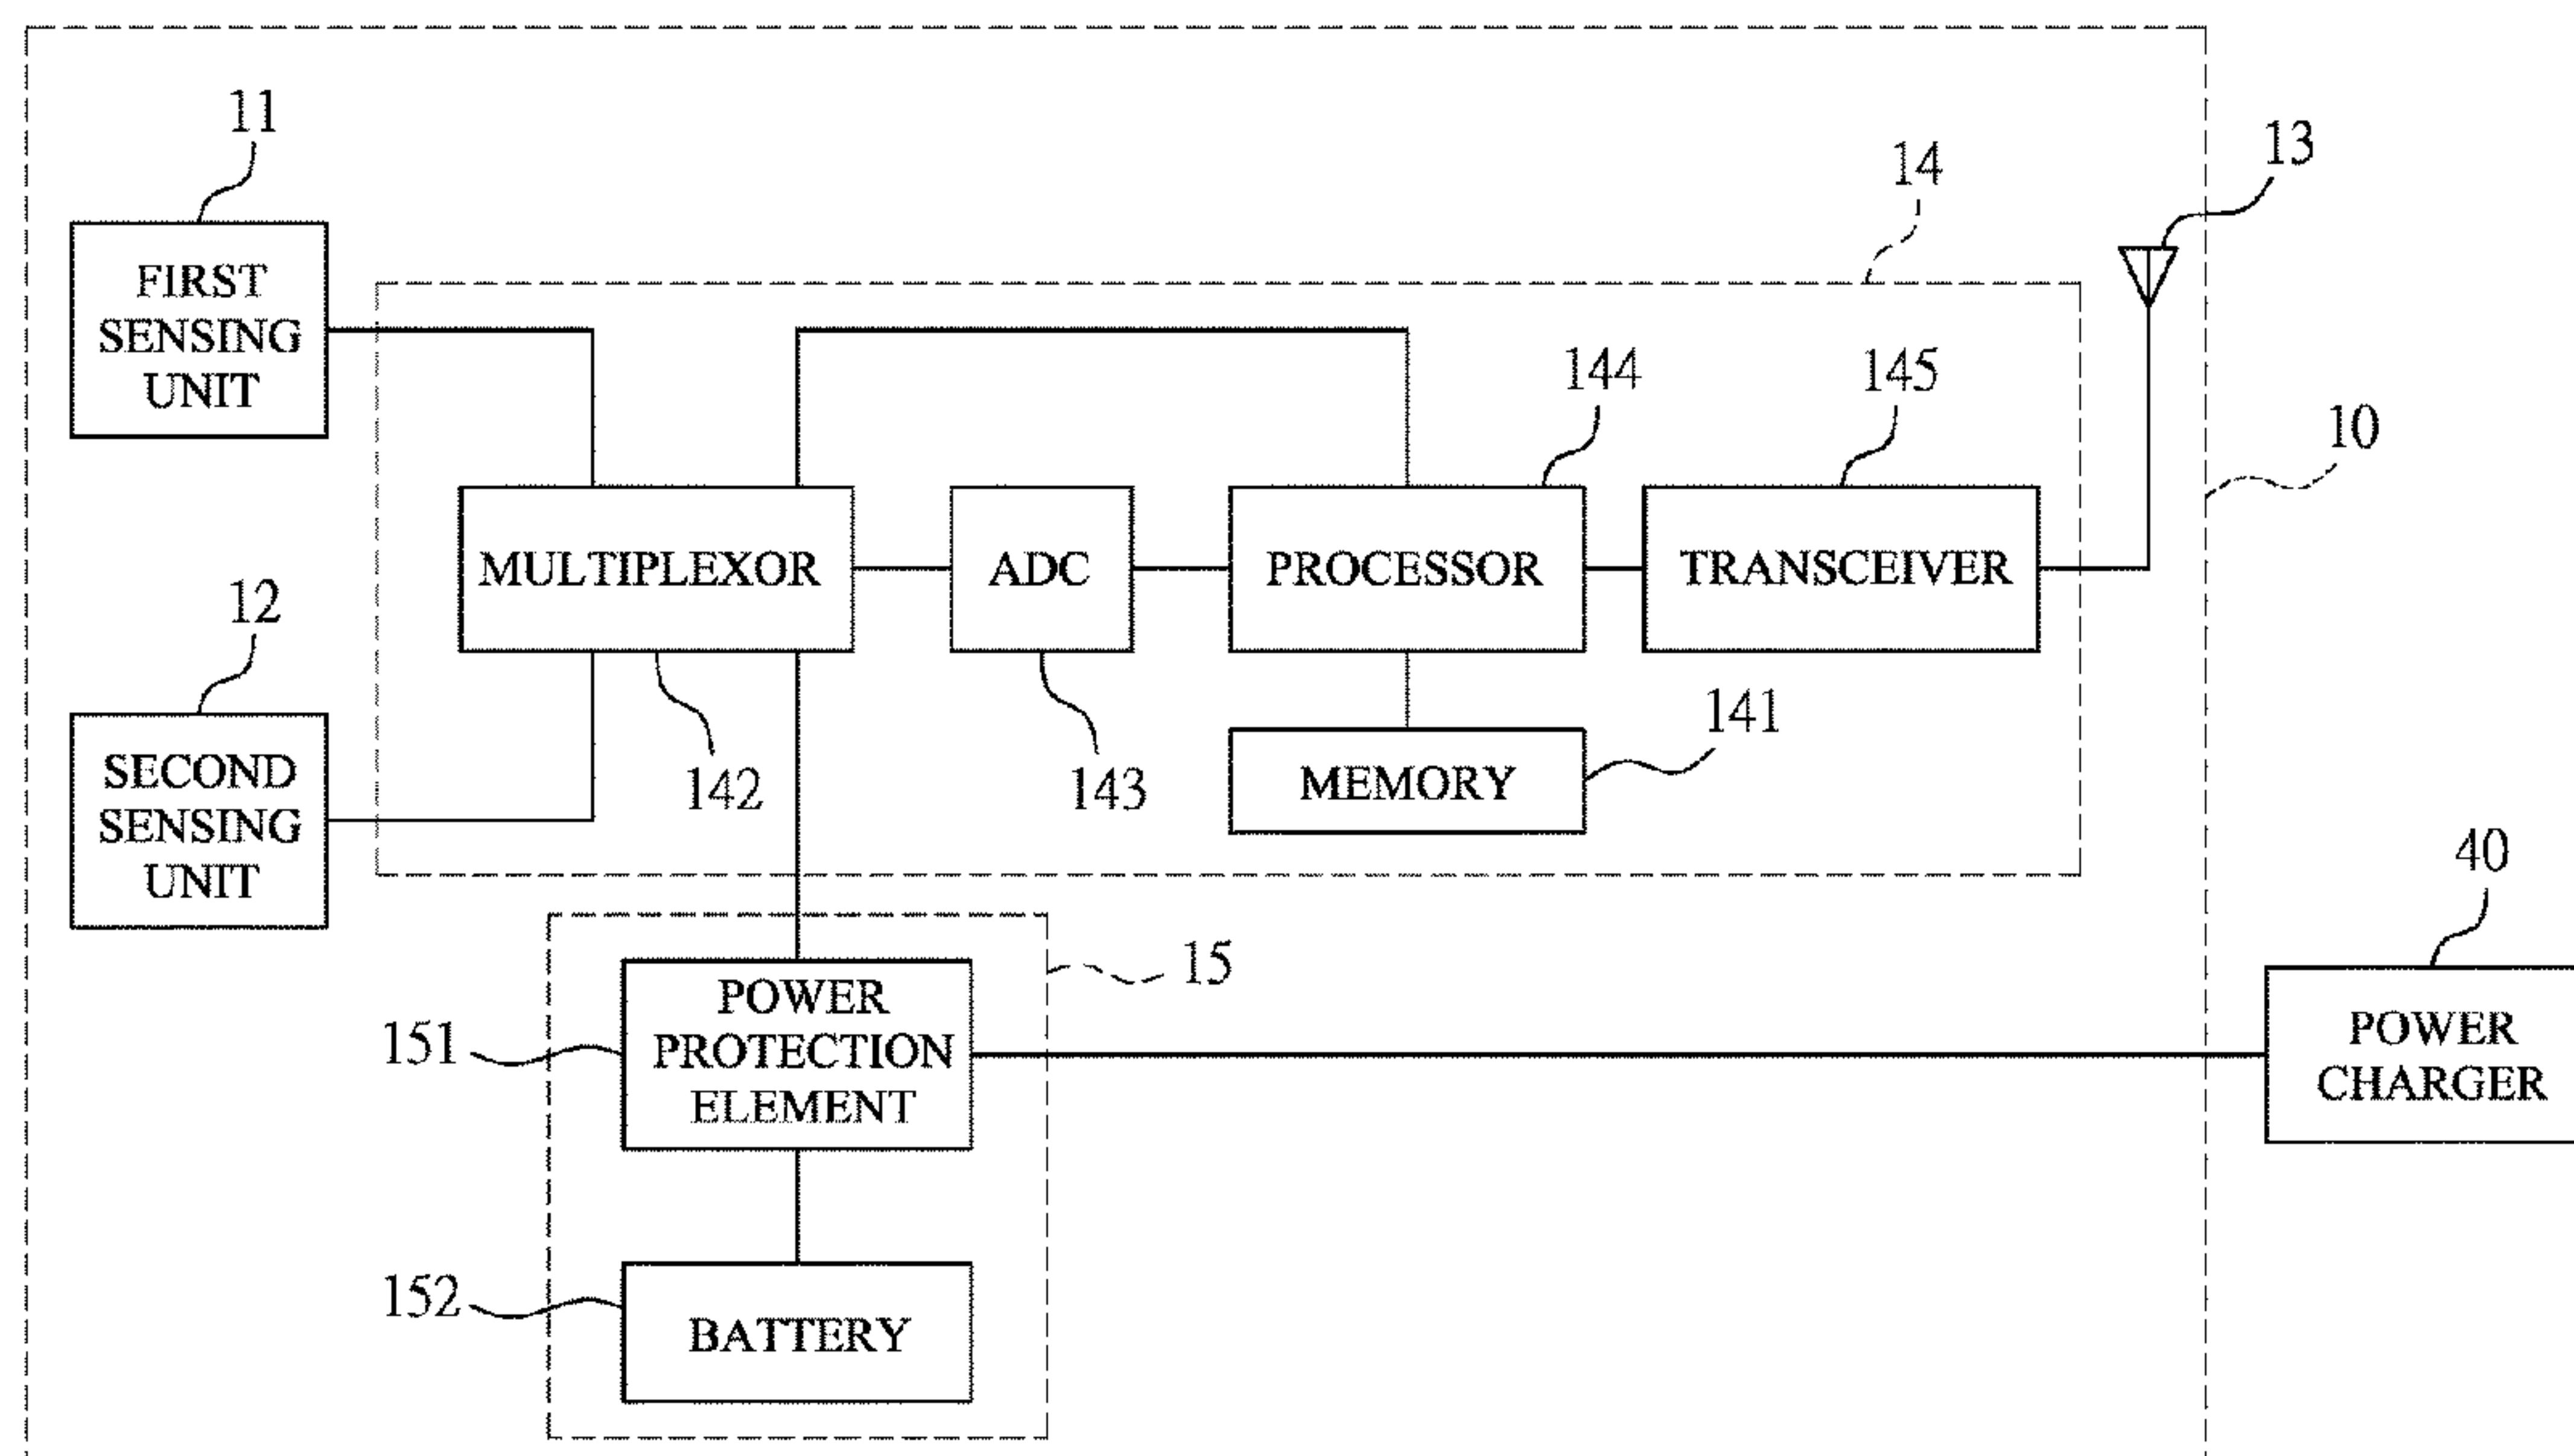 11
13
14
FIRST
SENSING
UNIT
144
145
10
MULTIPLEXOR
ADC
PROCESSOR
TRANSCEIVER
12
141
142
143
MEMORY
SECOND
SENSING
UNIT
40
15
POWER
PROTECTION
ELEMENT
151
POWER
CHARGER
152
BATTERY